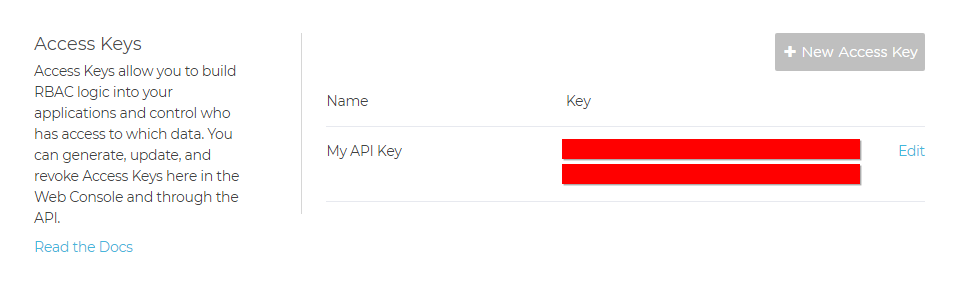 Access Keys
Access Keys allow you to build
RBAC logic into your
applications and control who
has access to which data. You
can generate, update, and
revoke Access Keys here in the
Web Console and through the
API.
Read the Docs
+ New Access Key
Name Key
My API Key Edit